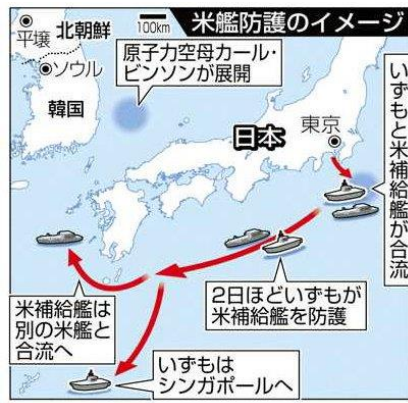 米艦防護のイメージ
100km
北朝鮮
平壌
ソウル
韓国
原子力空母カール・
ビンソンが展開
日本
東京
いずもと米補給艦が合流
2日ほどいずもが
米補給艦を防護
米補給艦は
別の米艦と
合流へ
いずもは
シンガポールへ